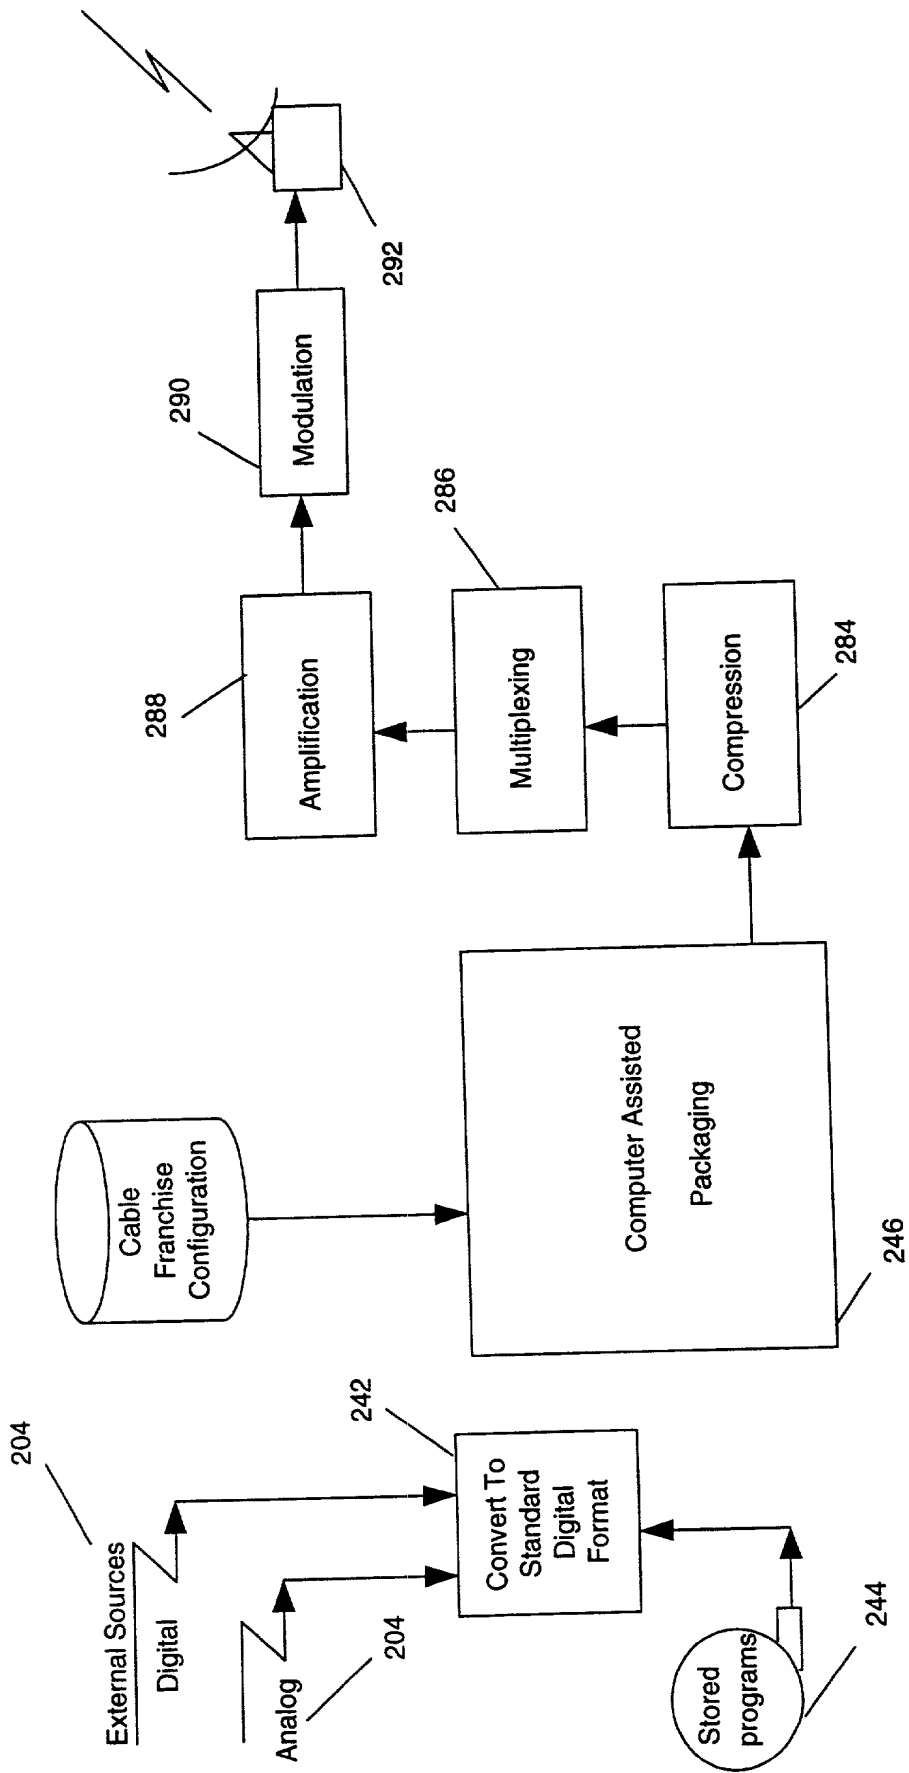 204
External Sources
Digital
Analog
204
242
Convert To
Standard
Digital
Format
Stored
programs
244
Cable
Franchise
Configuration
Computer Assisted
Packaging
246
288
Amplification
286
Multiplexing
Compression
284
290
Modulation
292